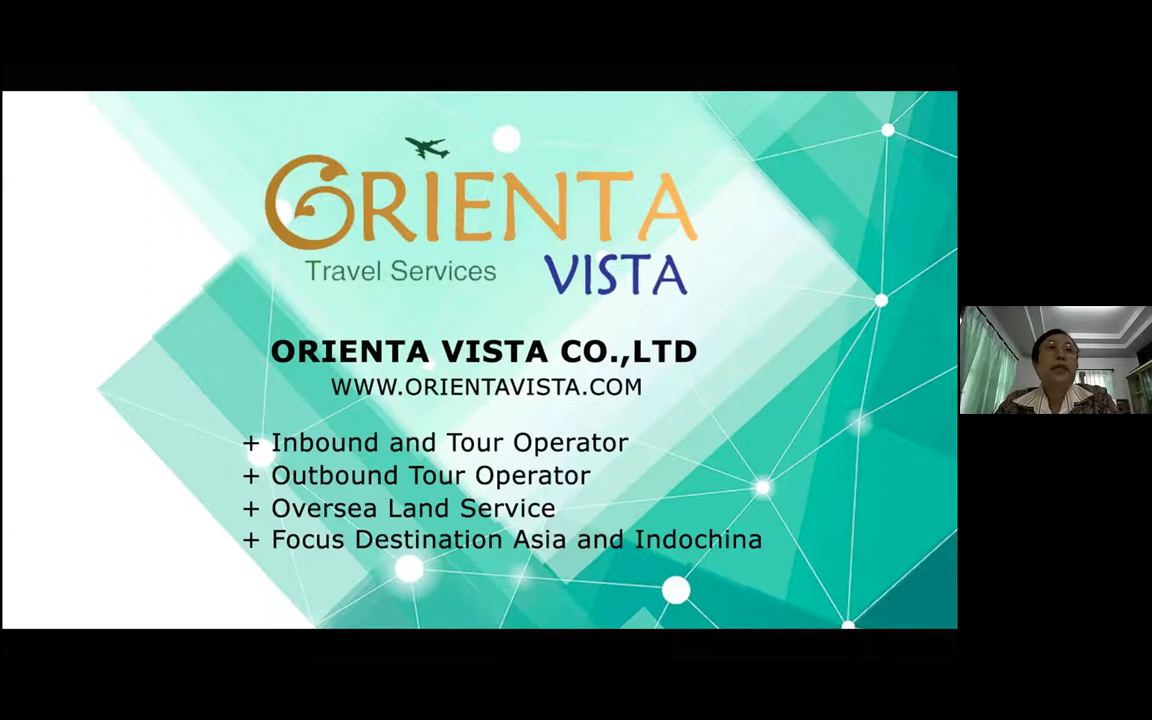 ORIENTA
Travel Services
VISTA
ORIENTA VISTA CO.,LTD
WWW.ORIENTAVISTA.COM
+ Inbound and Tour Operator
+ Outbound Tour Operator
+ Oversea Land Service
+ Focus Destination Asia and Indochina